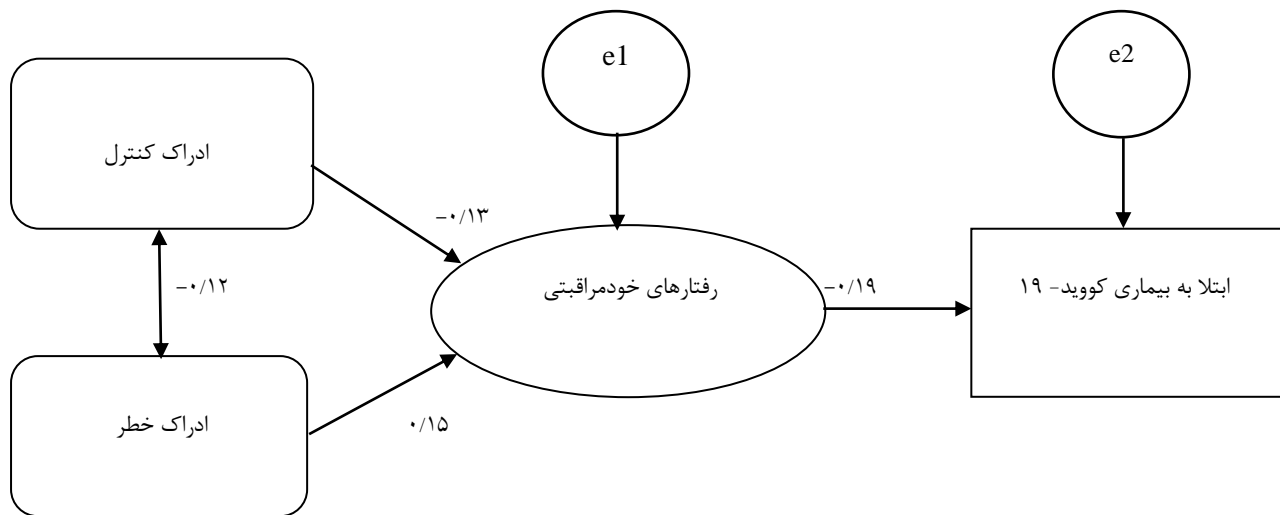 e1
e2
ادراک کنترل
-۰/۱۳
-۰/۱۲
رفتارهای خودمراقبتی
-۰/۱۹
ابتلا به بیماری کووید- ۱۹
ادراک خطر
۰/۱۵